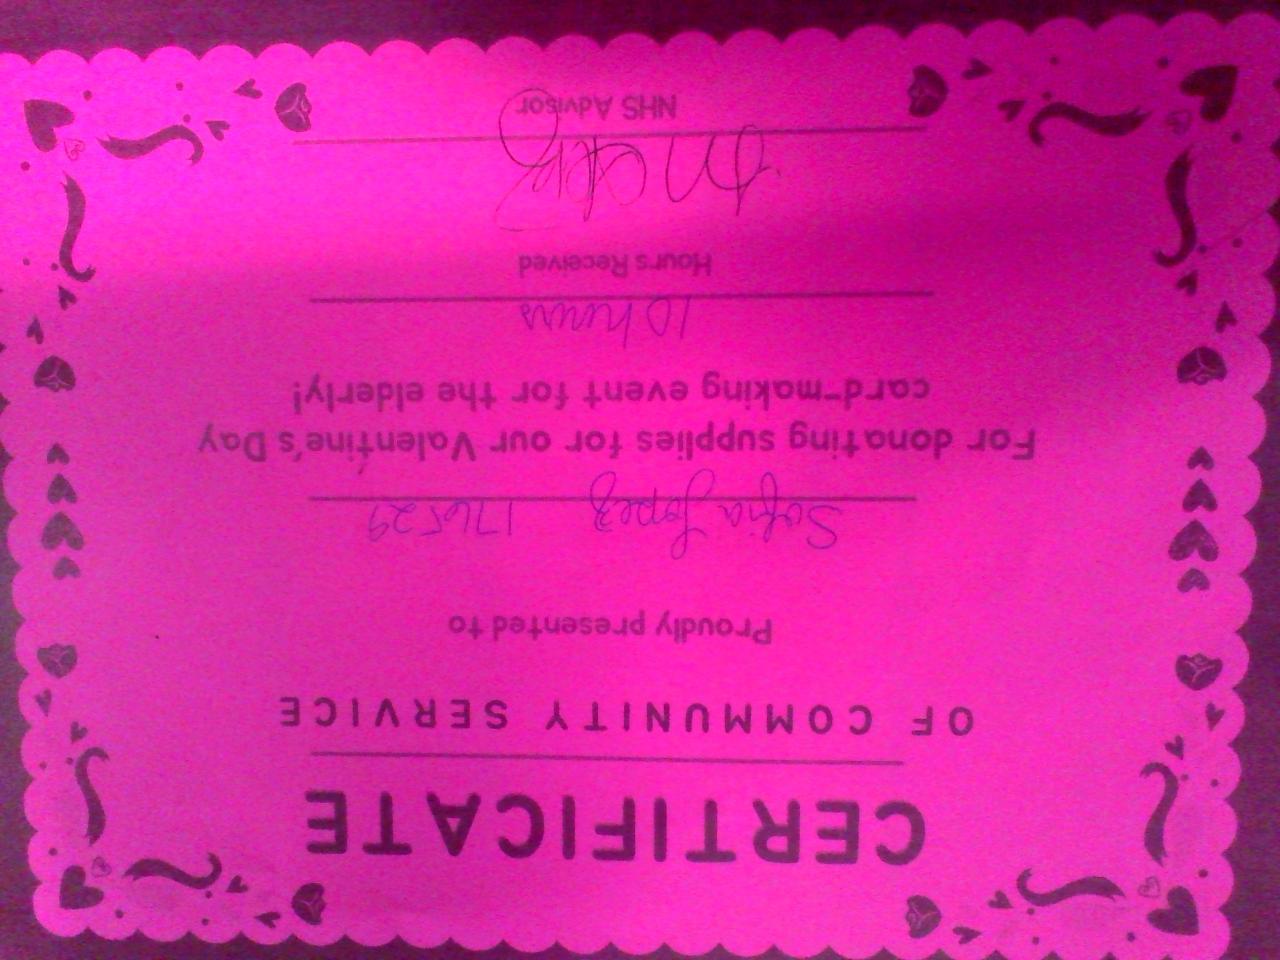 CERTIFICATE
OF COMMUNITY SERVICE
Proudly presented to
Sofia Lopez 176529
For donating supplies for our Valentine's Day
card-making event for the elderly!
10 hours
Hours Received
NHS Advisor